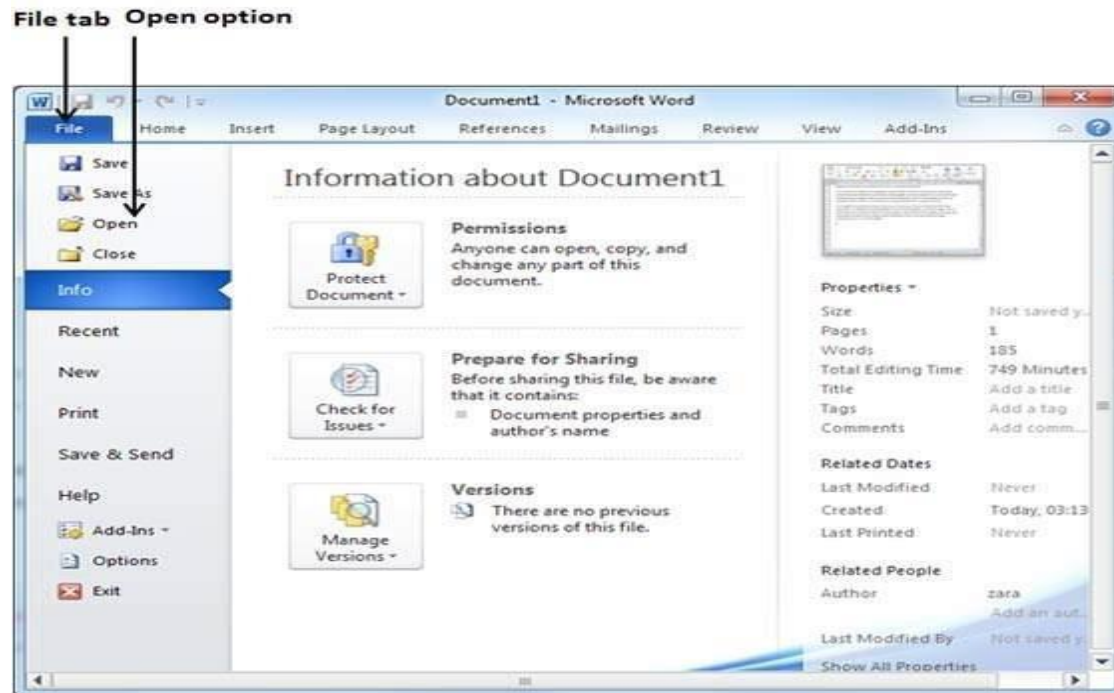 File tab Open option
Document1 - Microsoft Word
File Home Insert Page Layout References Mailings Review View Add-Ins
Save
Save As
Open
Close
Info
Recent
New
Print
Save & Send
Help
Add-Ins
Options
Exit
Information about Document1
Protect
Document
Permissions
Anyone can open, copy, and
change any part of this
document.
Check for
Issues
Prepare for Sharing
Before sharing this file, be aware
that it contains:
Document properties and
author's name
Manage
Versions
Versions
There are no previous
versions of this file.
Properties
Size Not saved y...
Pages 1
Words 185
Total Editing Time 749 Minutes
Title Add a title
Tags Add a tag
Comments Add comm...
Related Dates
Last Modified Never
Created Today, 03:13
Last Printed Never
Related People
Author zara
Add an aut...
Last Modified By Not saved y...
Show All Properties